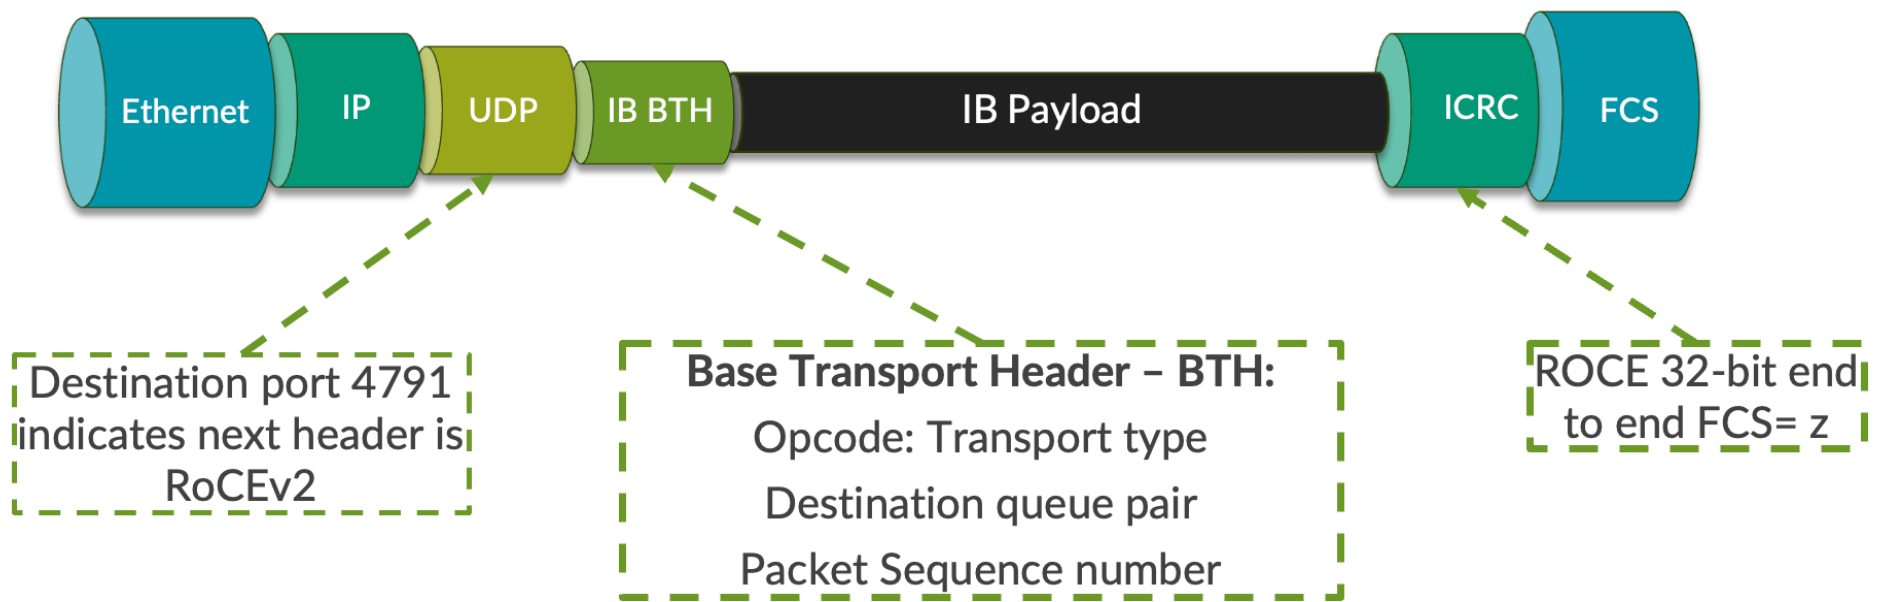 Ethernet
IP
UDP
IB BTH
IB Payload
ICRC
FCS
Destination port 4791
indicates next header is
RoCEv2
Base Transport Header – BTH:
Opcode: Transport type
Destination queue pair
Packet Sequence number
ROCE 32-bit end
to end FCS= z